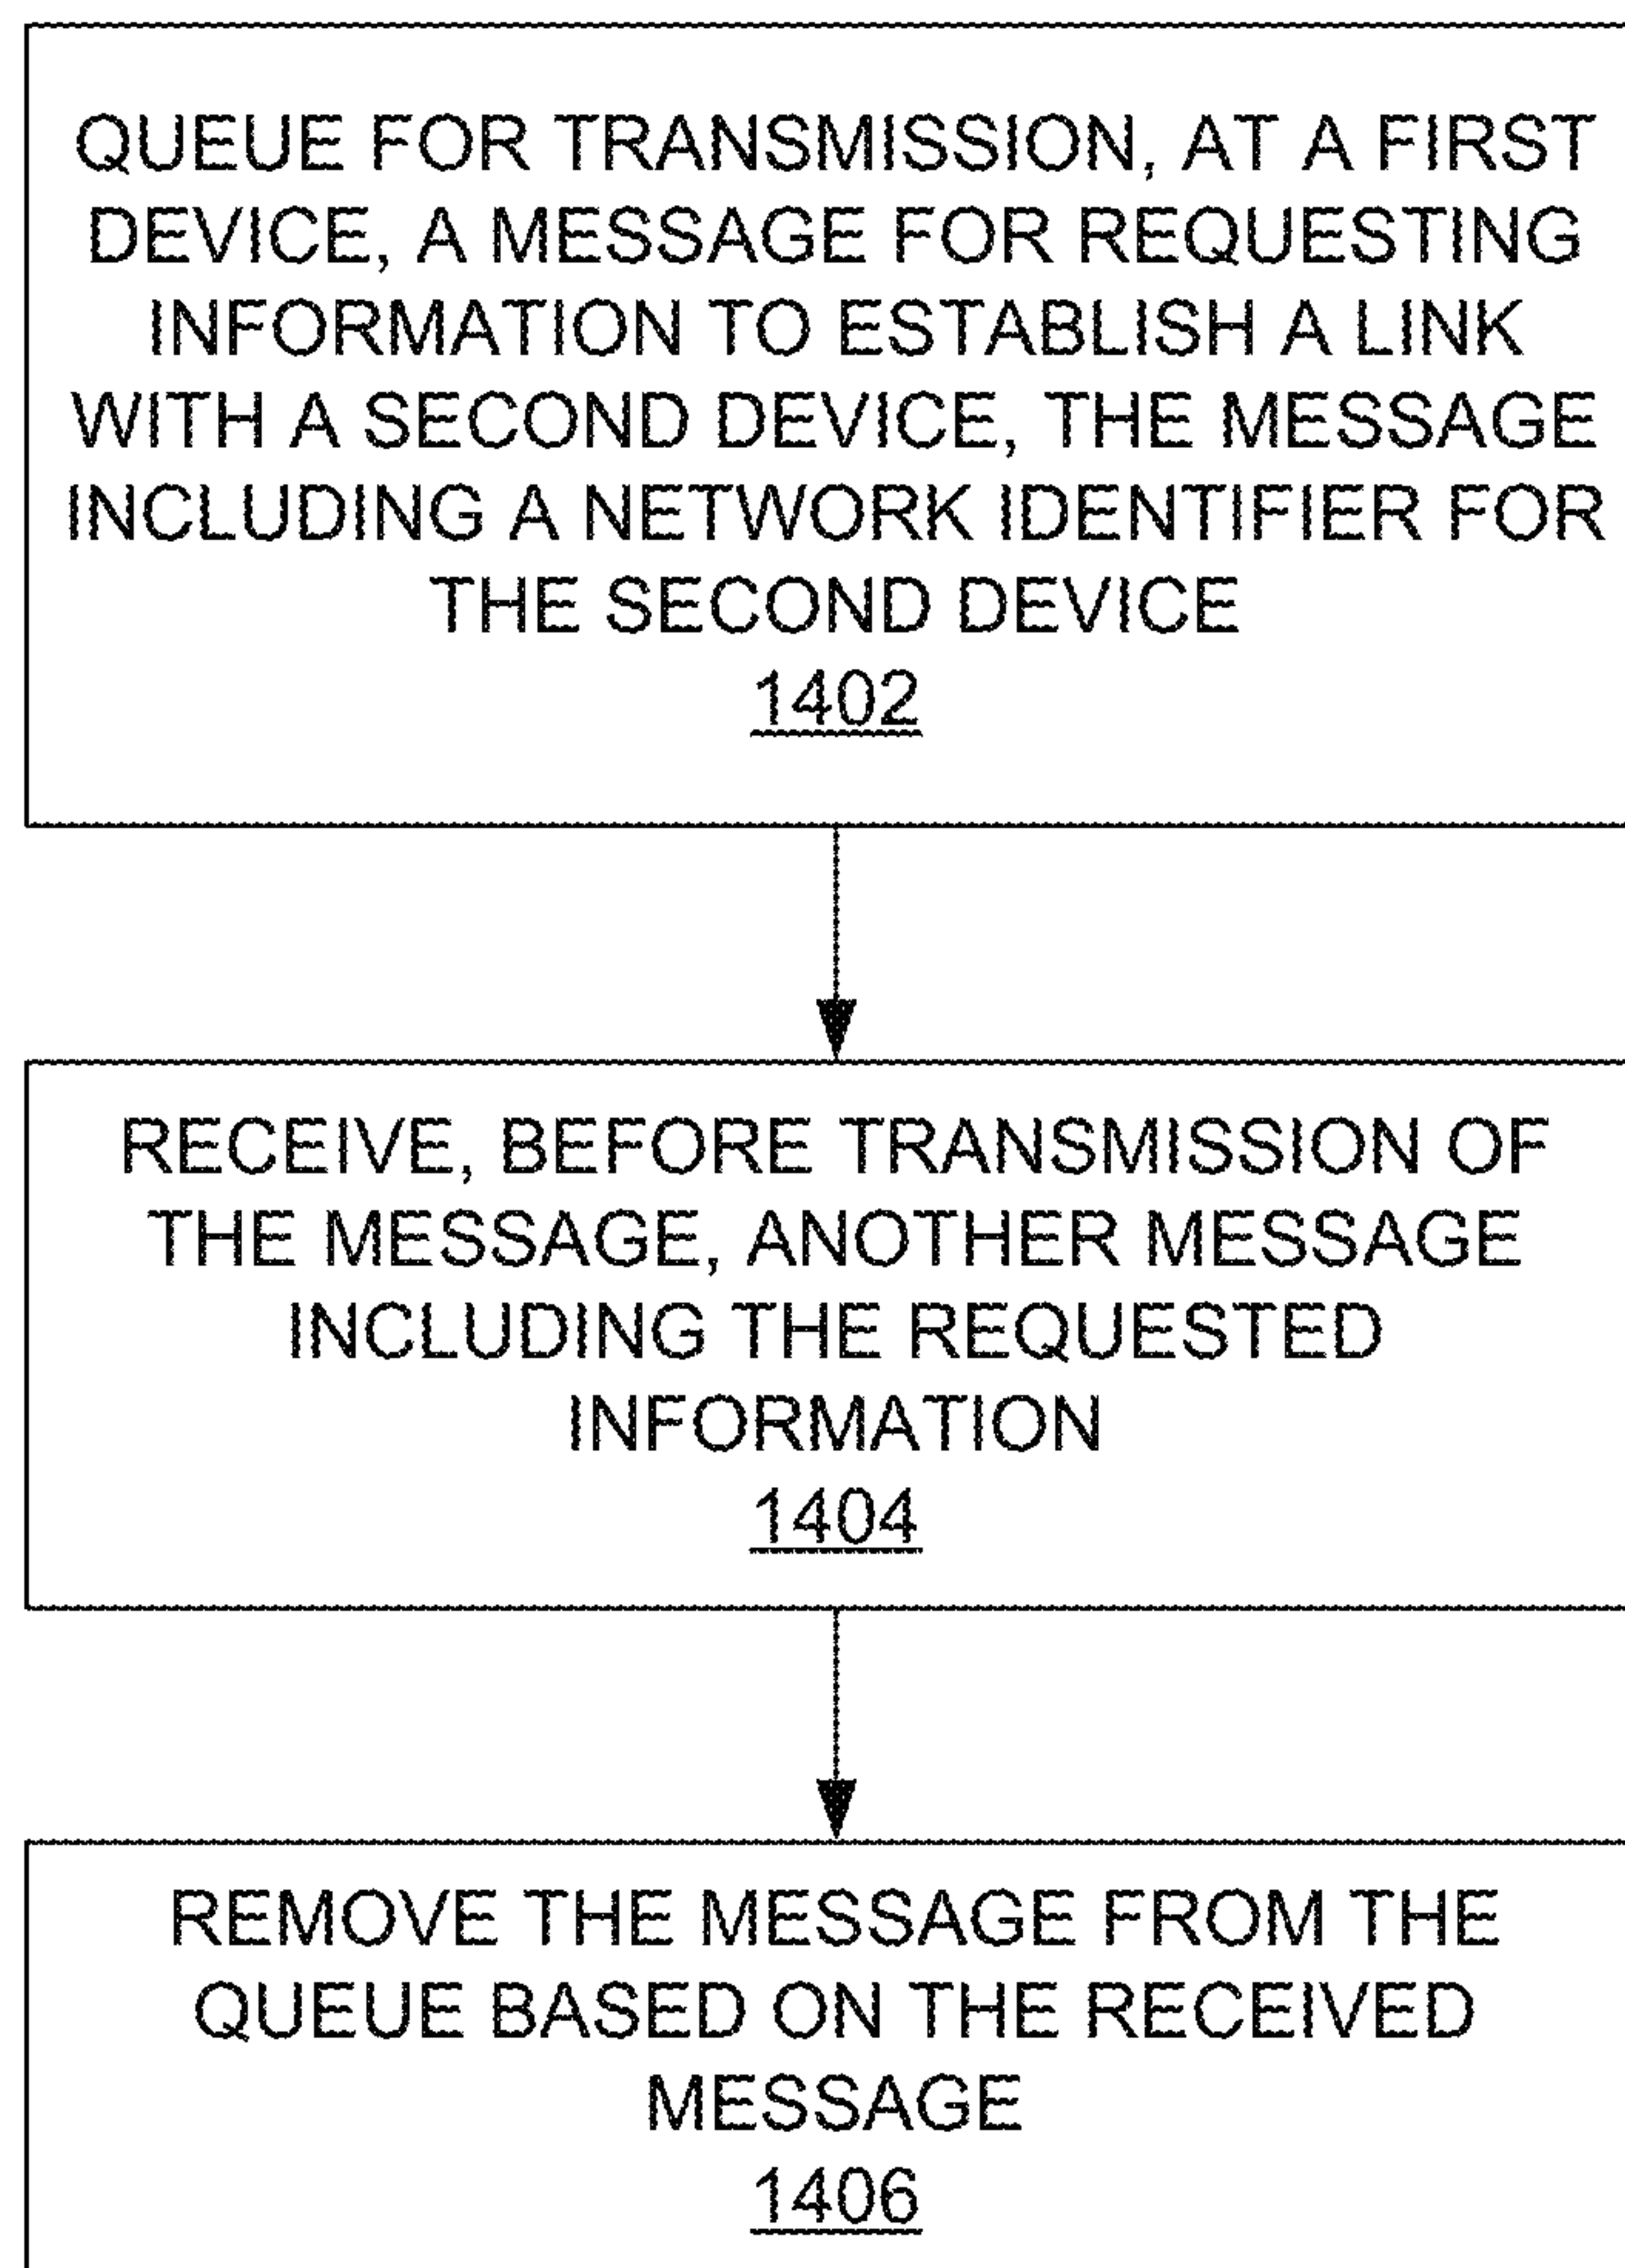 QUEUE FOR TRANSMISSION, AT A FIRST
DEVICE, A MESSAGE FOR REQUESTING
INFORMATION TO ESTABLISH A LINK
WITH A SECOND DEVICE, THE MESSAGE
INCLUDING A NETWORK IDENTIFIER FOR
THE SECOND DEVICE
1402
RECEIVE, BEFORE TRANSMISSION OF
THE MESSAGE, ANOTHER MESSAGE
INCLUDING THE REQUESTED
INFORMATION
1404
REMOVE THE MESSAGE FROM THE
QUEUE BASED ON THE RECEIVED
MESSAGE
1406